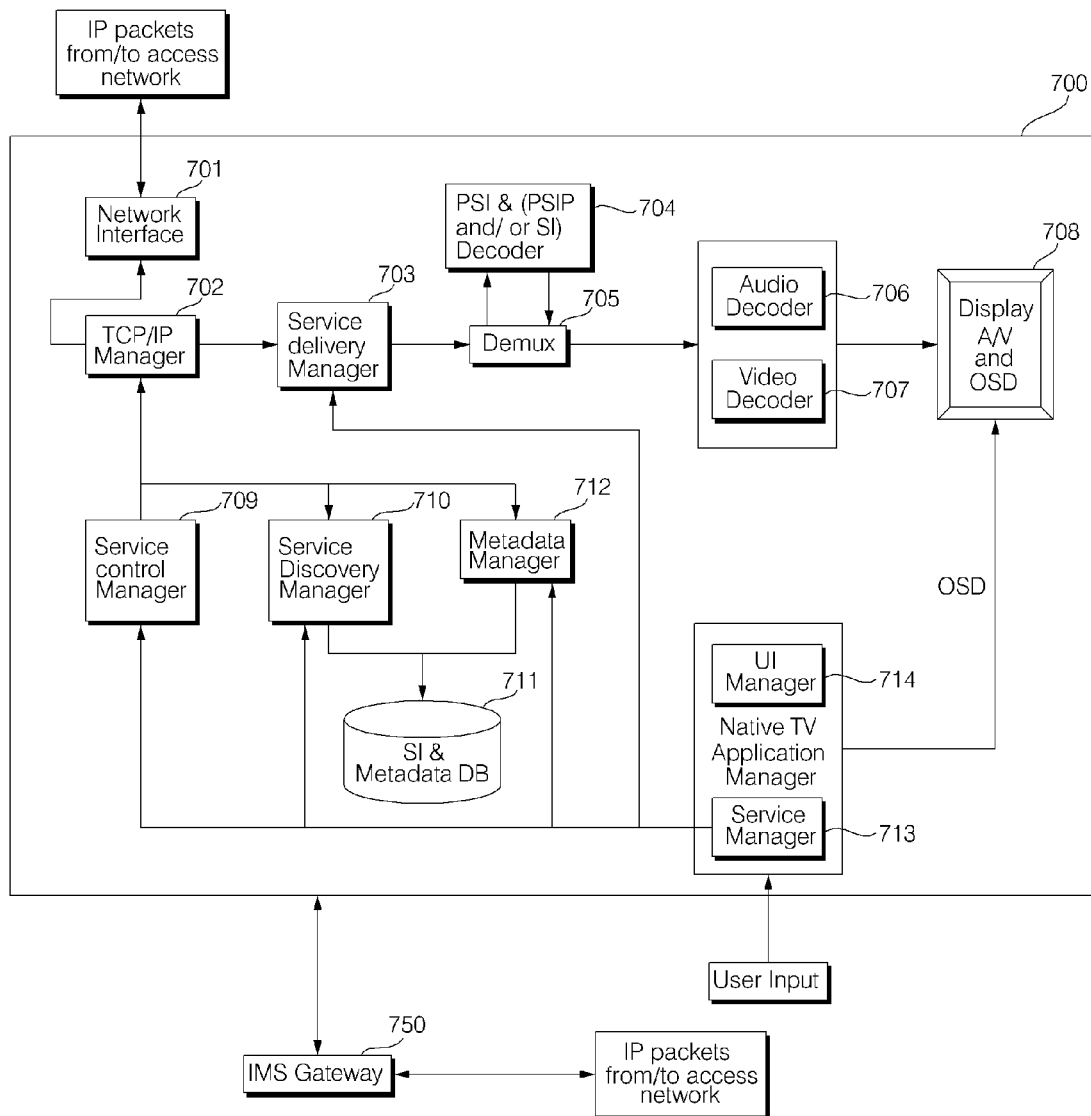 IP packets
from/to access
network
700
701
Network
Interface
702
TCP/IP
Manager
703
Service
delivery
Manager
PSI & (PSIP
and/ or SI)
Decoder
704
705
Demux
Audio
Decoder
706
Video
Decoder
707
708
Display
A/V
and
OSD
709
Service
control
Manager
710
Service
Discovery
Manager
712
Metadata
Manager
711
SI &
Metadata DB
OSD
UI
Manager
714
Native TV
Application
Manager
Service
Manager
713
User Input
750
IMS Gateway
IP packets
from/to access
network